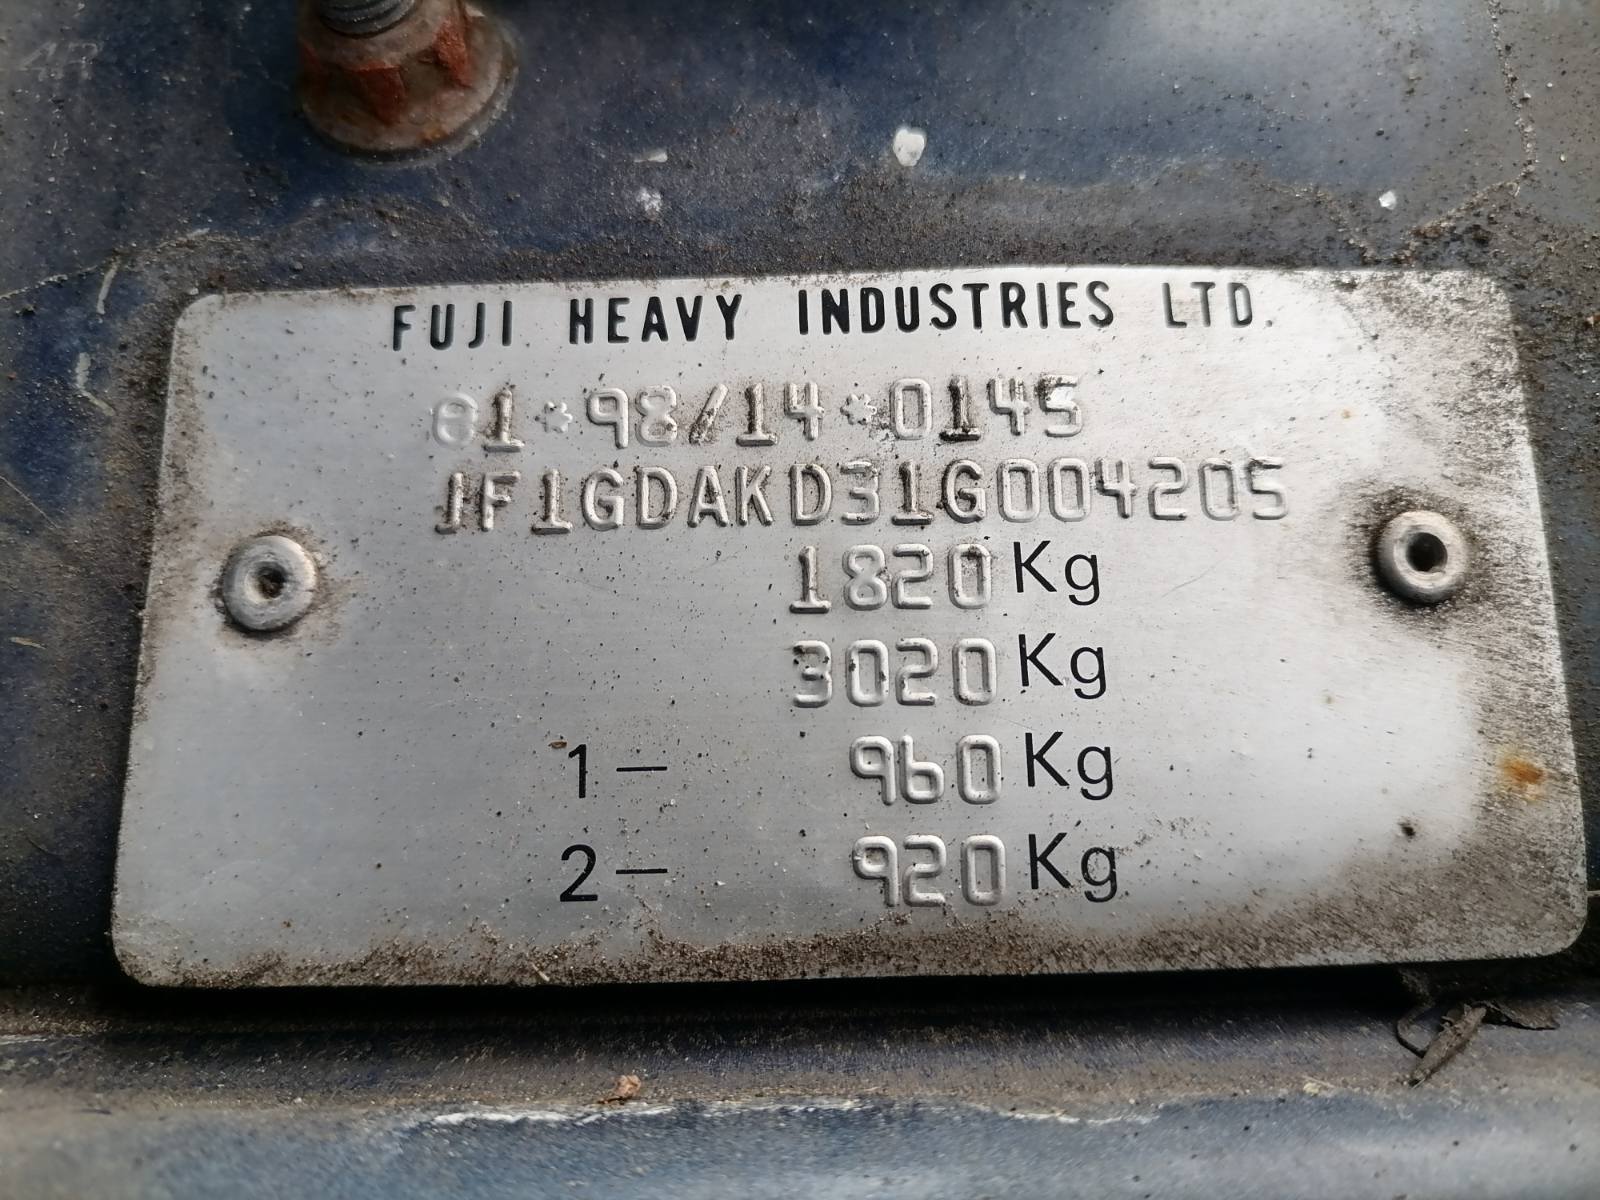 FUJI HEAVY INDUSTRIES LTD.
e1*98/14*0145
JF1GDAKD31G004205
1820 Kg
3020 Kg
1— 960 Kg
2— 920 Kg